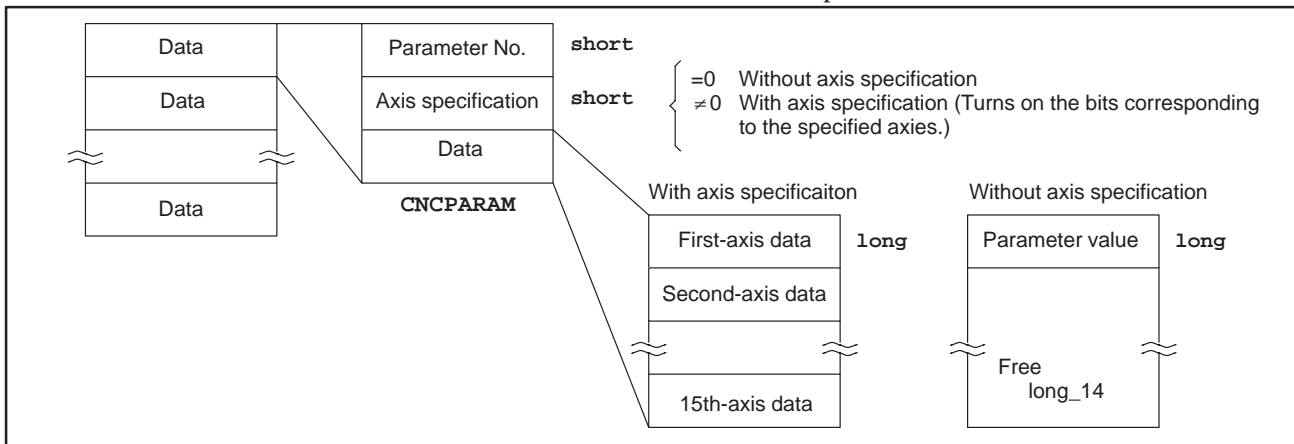 Data
Data
Data
Parameter No.
short
Axis specification
short
Data
CNCPARAM
=0 Without axis specification
≠0 With axis specification (Turns on the bits corresponding
to the specified axies.)
With axis specificaiton
First-axis data
long
Second-axis data
15th-axis data
Without axis specification
Parameter value
long
Free
long_14